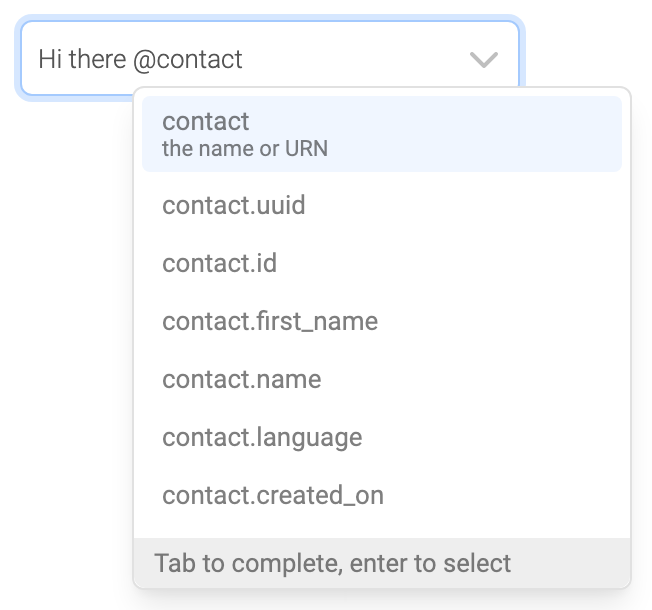 Hi there @contact
contact
the name or URN
contact.uuid
contact.id
contact.first_name
contact.name
contact.language
contact.created_on
Tab to complete, enter to select